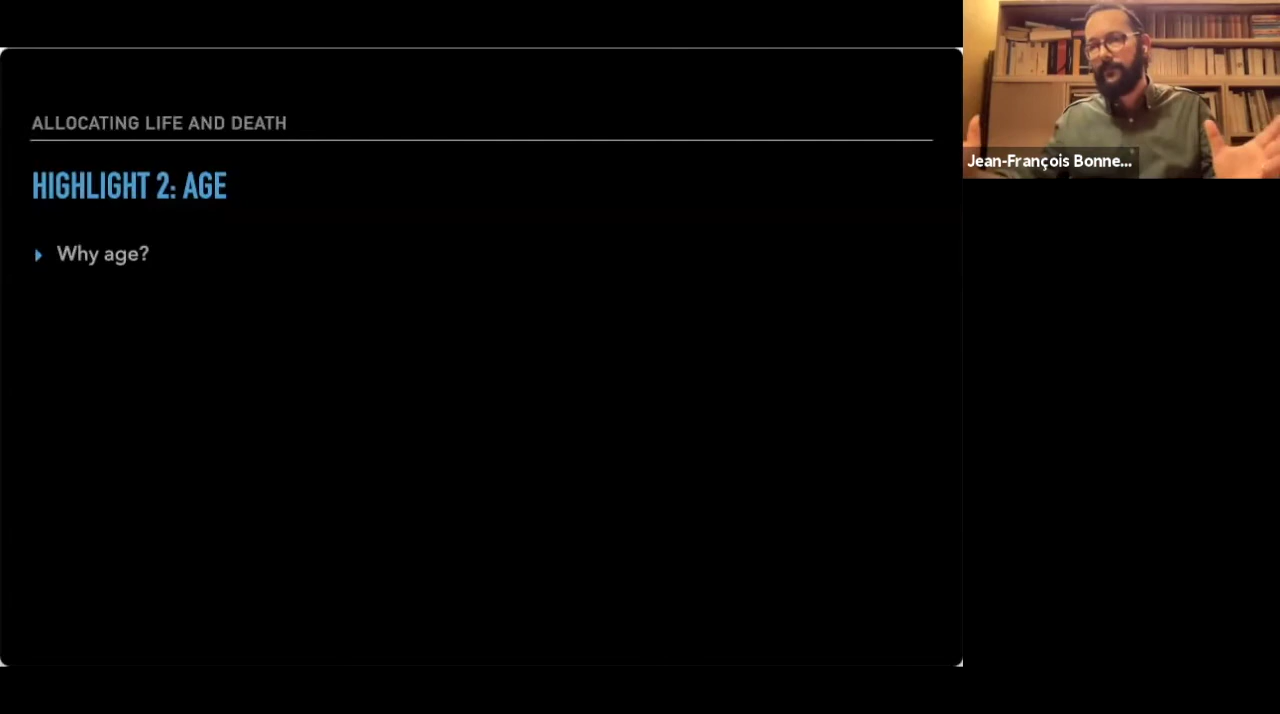 ALLOCATING LIFE AND DEATH
HIGHLIGHT 2: AGE
Why age?
Jean-François Bonne...